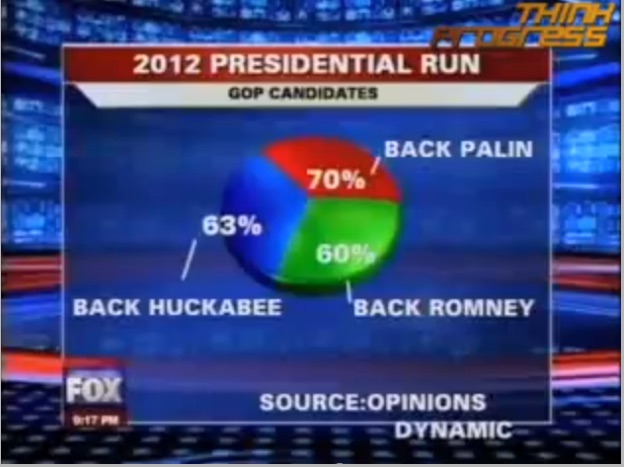 THINK
PROGRESS
2012 PRESIDENTIAL RUN
GOP CANDIDATES
BACK PALIN
70%
63%
60%
BACK HUCKABEE
BACK ROMNEY
FOX
9:17 PM
SOURCE:OPINIONS
DYNAMIC